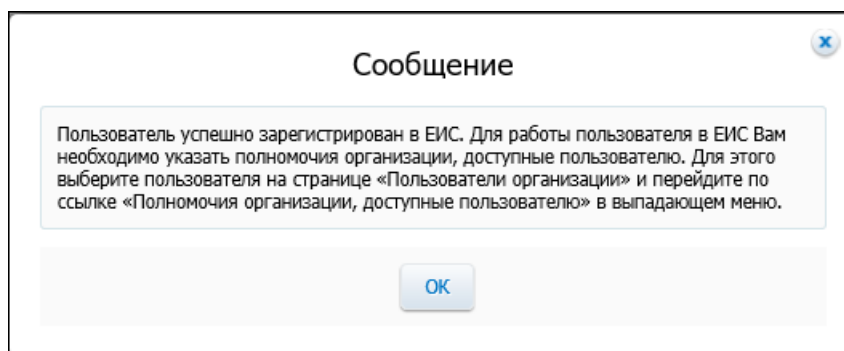 Сообщение
Пользователь успешно зарегистрирован в ЕИС. Для работы пользователя в ЕИС Вам
необходимо указать полномочия организации, доступные пользователю. Для этого
выберите пользователя на странице «Пользователи организации» и перейдите по
ссылке «Полномочия организации, доступные пользователю» в выпадающем меню.
ОК